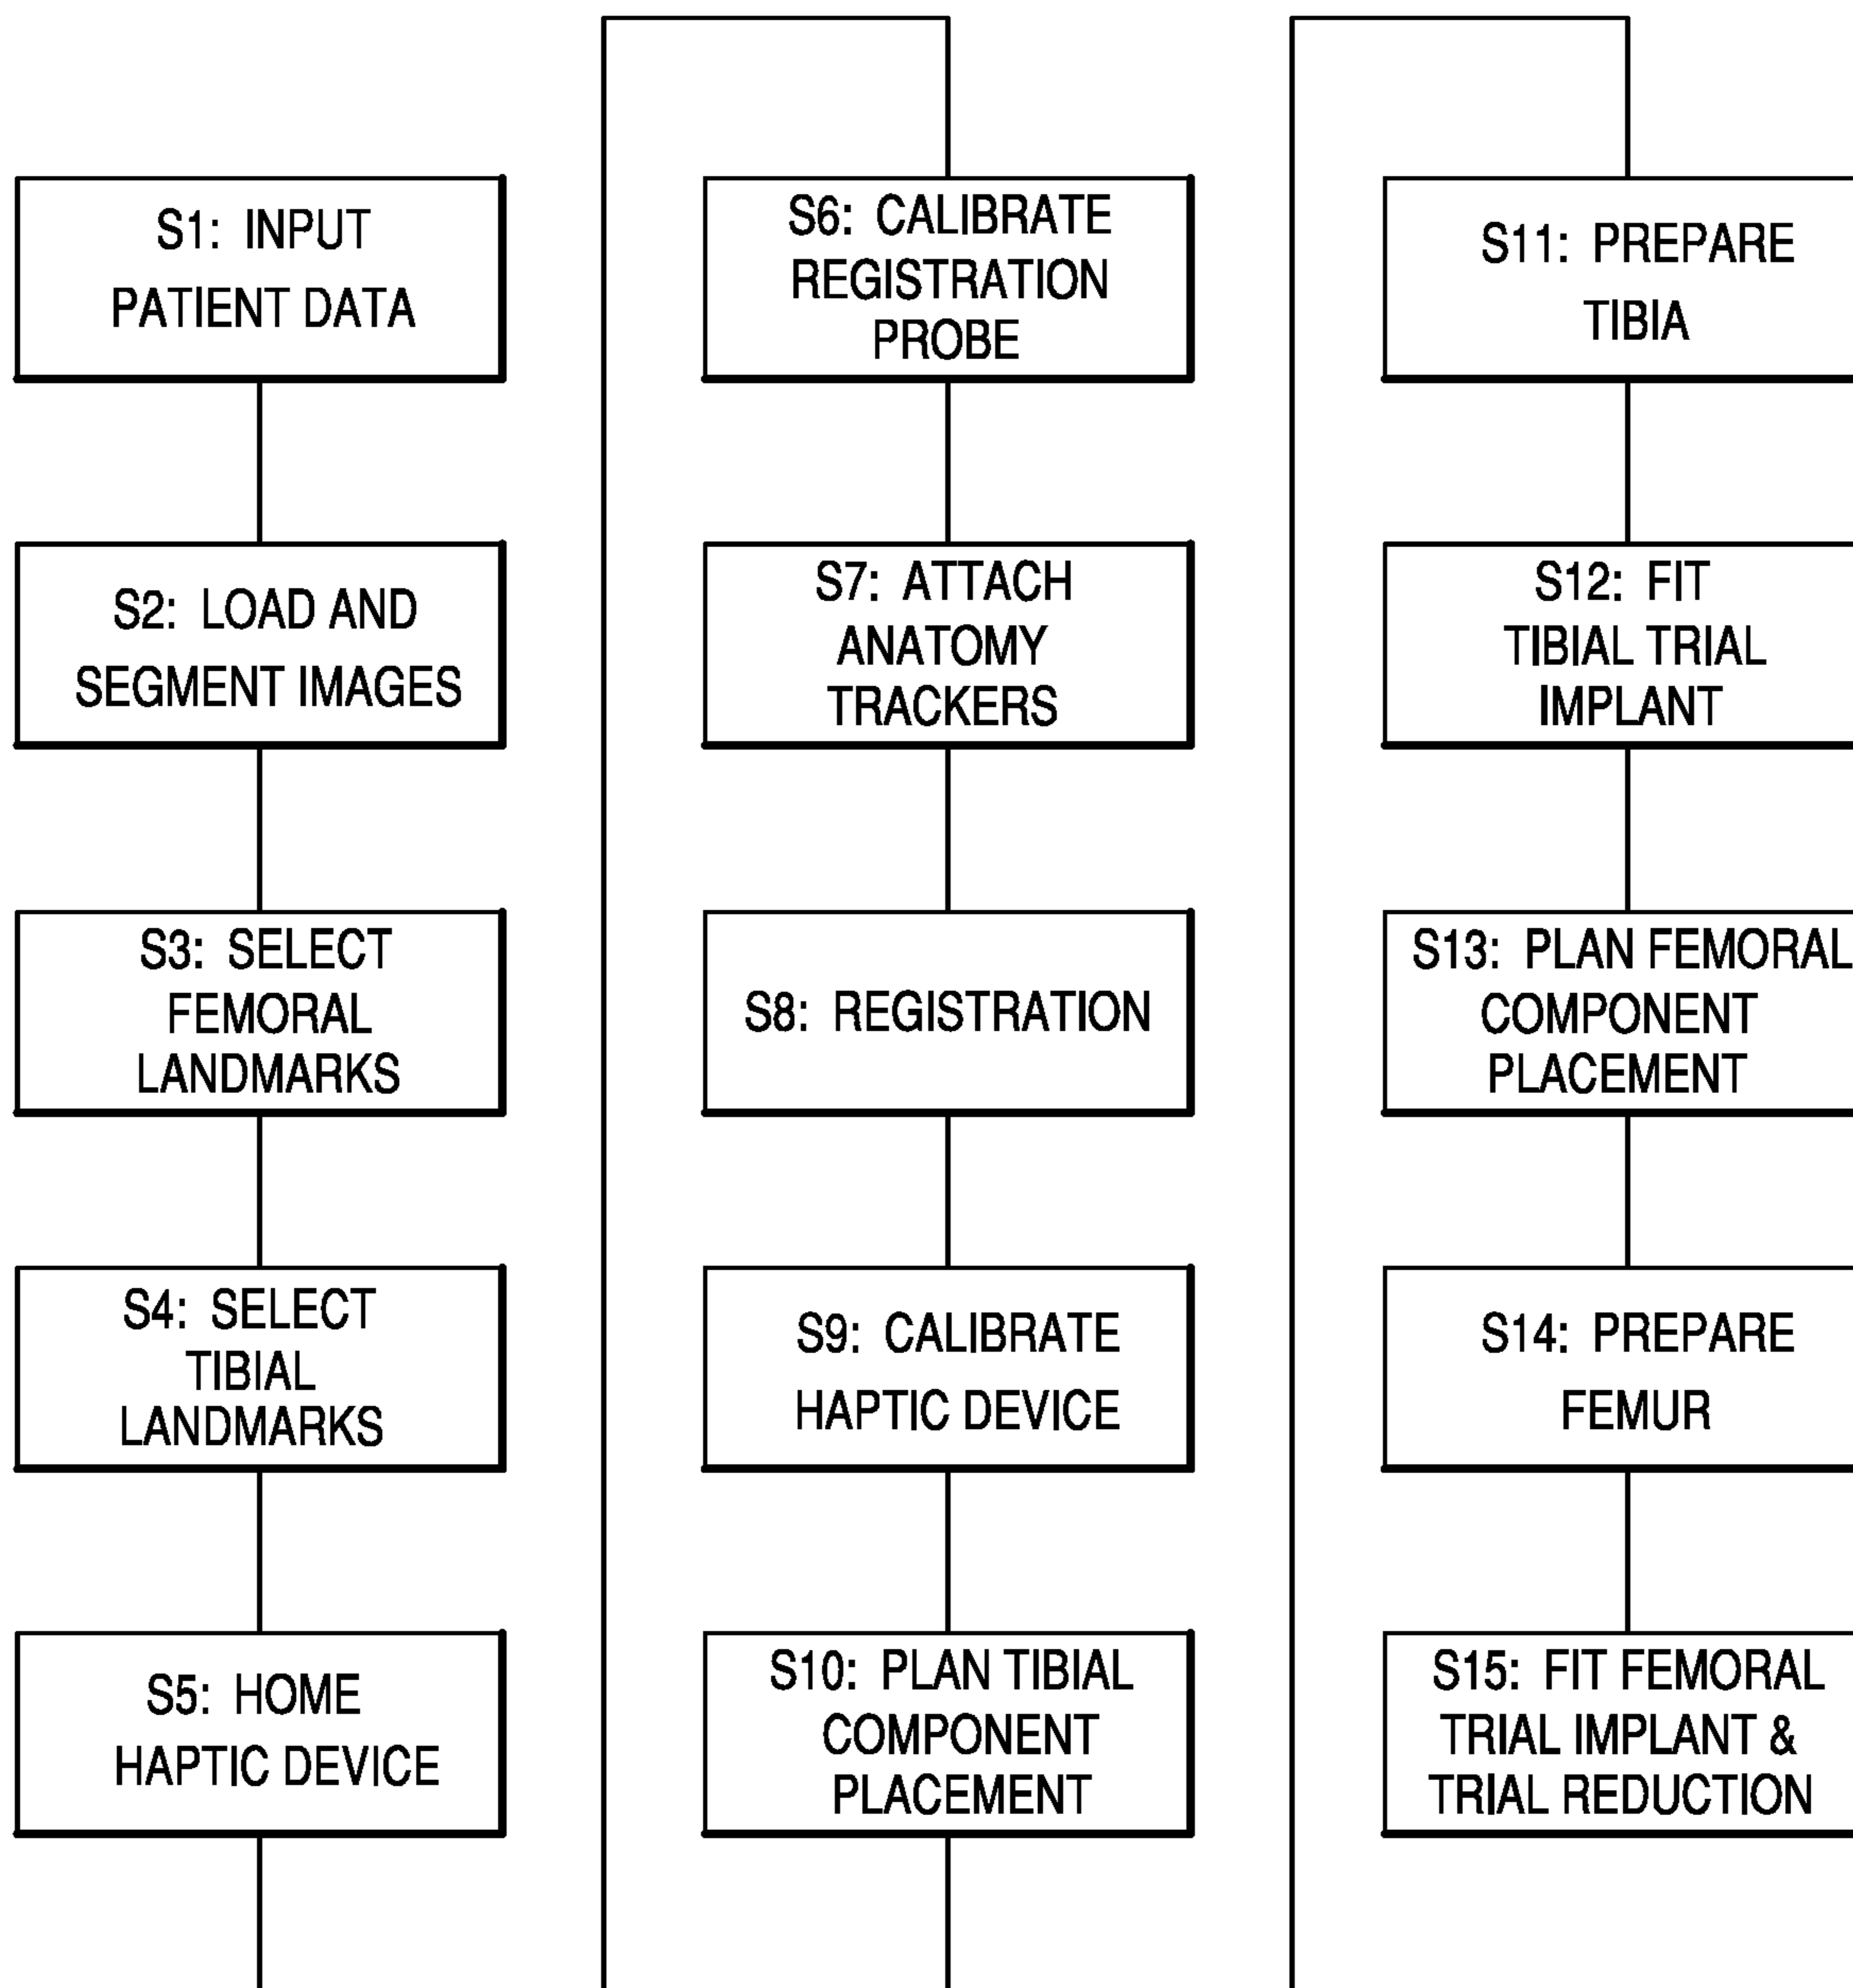 S1: INPUT
PATIENT DATA
S2: LOAD AND
SEGMENT IMAGES
S3: SELECT
FEMORAL
LANDMARKS
S4: SELECT
TIBIAL
LANDMARKS
S5: HOME
HAPTIC DEVICE
S6: CALIBRATE
REGISTRATION
PROBE
S7: ATTACH
ANATOMY
TRACKERS
S8: REGISTRATION
S9: CALIBRATE
HAPTIC DEVICE
S10: PLAN TIBIAL
COMPONENT
PLACEMENT
S11: PREPARE
TIBIA
S12: FIT
TIBIAL TRIAL
IMPLANT
S13: PLAN FEMORAL
COMPONENT
PLACEMENT
S14: PREPARE
FEMUR
S15: FIT FEMORAL
TRIAL IMPLANT &
TRIAL REDUCTION